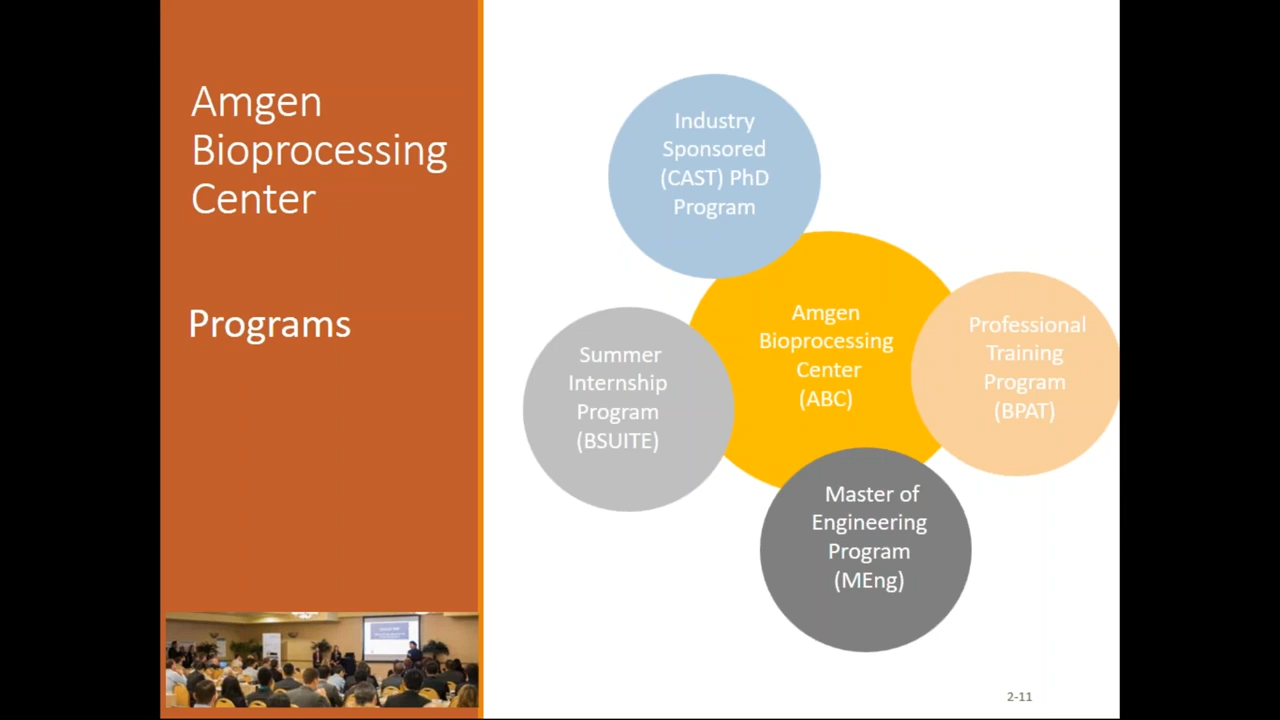 Amgen
Bioprocessing
Center
Programs
Industry
Sponsored
(CAST) PhD
Program
Amgen
Bioprocessing
Center
(ABC)
Professional
Training
Program
(BPAT)
Summer
Internship
Program
(BSUITE)
Master of
Engineering
Program
(MEng)
2-11